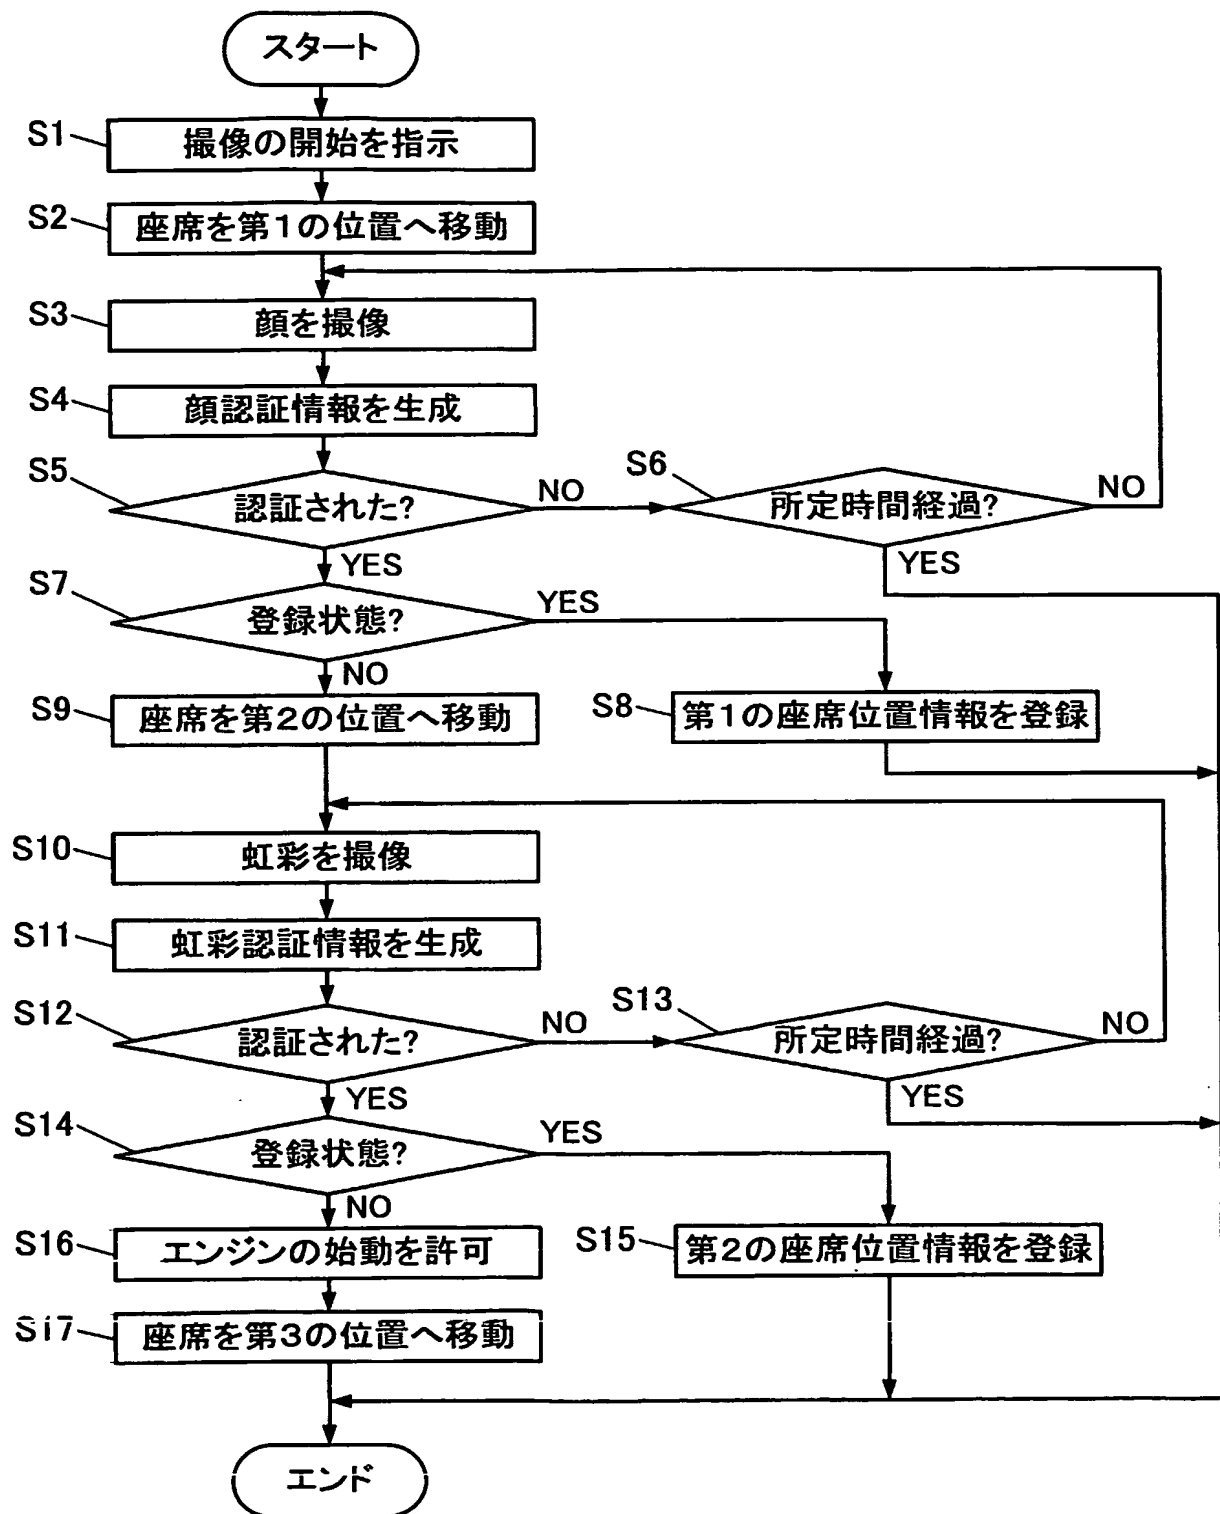 スタート
S1
撮像の開始を指示
S2
座席を第1の位置へ移動
S3
顔を撮像
S4
顔認証情報を生成
S5
認証された?
NO
S6
所定時間経過?
NO
YES
YES
S7
登録状態?
YES
NO
S8
第1の座席位置情報を登録
S9
座席を第2の位置へ移動
S10
虹彩を撮像
S11
虹彩認証情報を生成
S12
認証された?
NO
S13
所定時間経過?
NO
YES
YES
S14
登録状態?
YES
NO
S15
第2の座席位置情報を登録
S16
エンジンの始動を許可
S17
座席を第3の位置へ移動
エンド